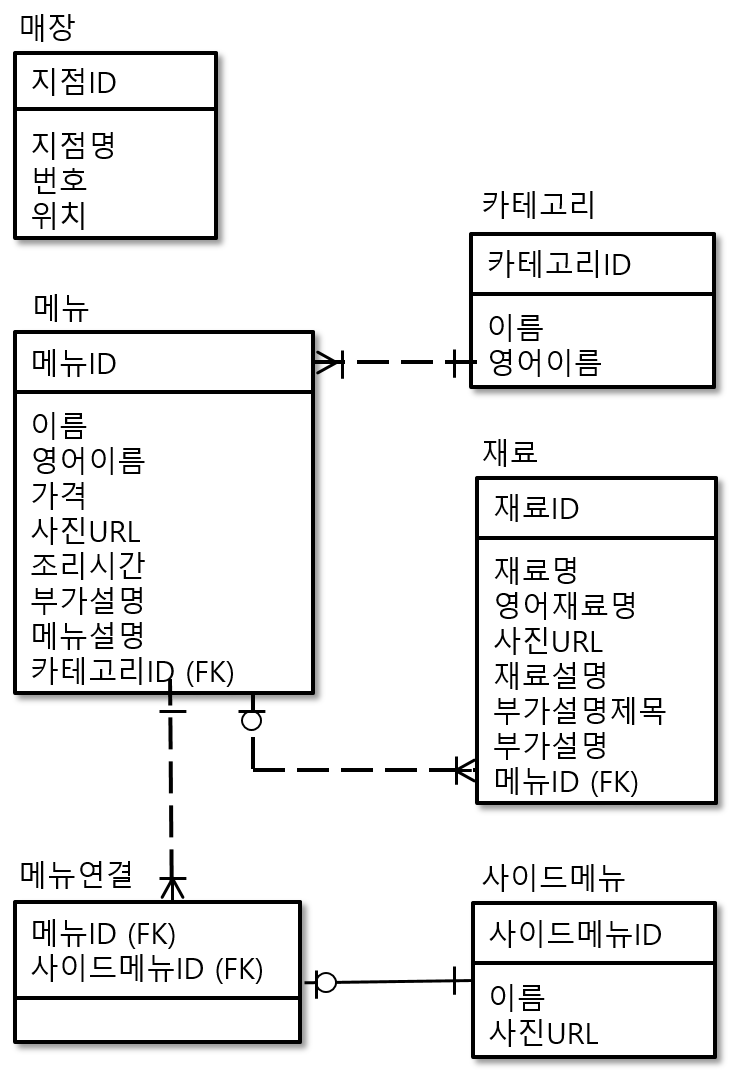 매장
지점ID
지점명
번호
위치
카테고리
카테고리ID
이름
영어이름
메뉴
메뉴ID
이름
영어이름
가격
사진URL
조리시간
부가설명
메뉴설명
카테고리ID (FK)
재료
재료ID
재료명
영어재료명
사진URL
재료설명
부가설명제목
부가설명
메뉴ID (FK)
메뉴연결
메뉴ID (FK)
사이드메뉴ID (FK)
사이드메뉴
사이드메뉴ID
이름
사진URL